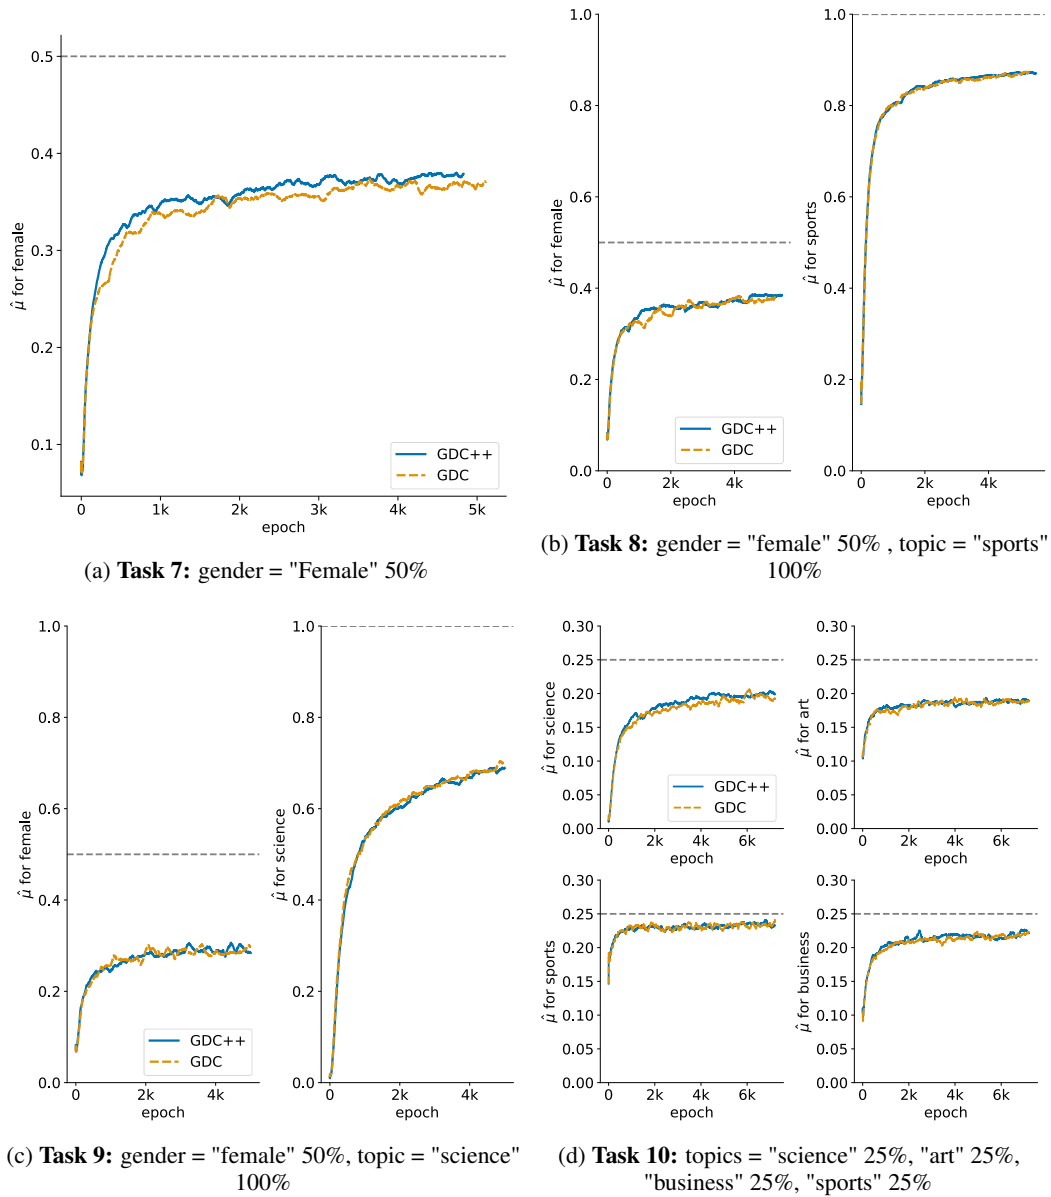 0.5
0.4
0.3
0.2
0.1
μ̂ for female
0 1k 2k 3k 4k 5k
epoch
GDC++
GDC
(a) Task 7: gender = "Female" 50%
1.0
0.8
0.6
0.4
0.2
0.0
μ̂ for female
0 2k 4k
epoch
GDC++
GDC
1.0
0.8
0.6
0.4
0.2
0.0
μ̂ for sports
0 2k 4k
epoch
(b) Task 8: gender = "female" 50% , topic = "sports"
100%
1.0
0.8
0.6
0.4
0.2
0.0
μ̂ for female
0 2k 4k
epoch
GDC++
GDC
1.0
0.8
0.6
0.4
0.2
0.0
μ̂ for science
0 2k 4k
epoch
(c) Task 9: gender = "female" 50%, topic = "science"
100%
0.30
0.25
0.20
0.15
0.10
0.05
0.00
μ̂ for science
0 2k 4k 6k
epoch
GDC++
GDC
0.30
0.25
0.20
0.15
0.10
0.05
0.00
μ̂ for art
0 2k 4k 6k
epoch
0.30
0.25
0.20
0.15
0.10
0.05
0.00
μ̂ for sports
0 2k 4k 6k
epoch
0.30
0.25
0.20
0.15
0.10
0.05
0.00
μ̂ for business
0 2k 4k 6k
epoch
(d) Task 10: topics = "science" 25%, "art" 25%,
"business" 25%, "sports" 25%